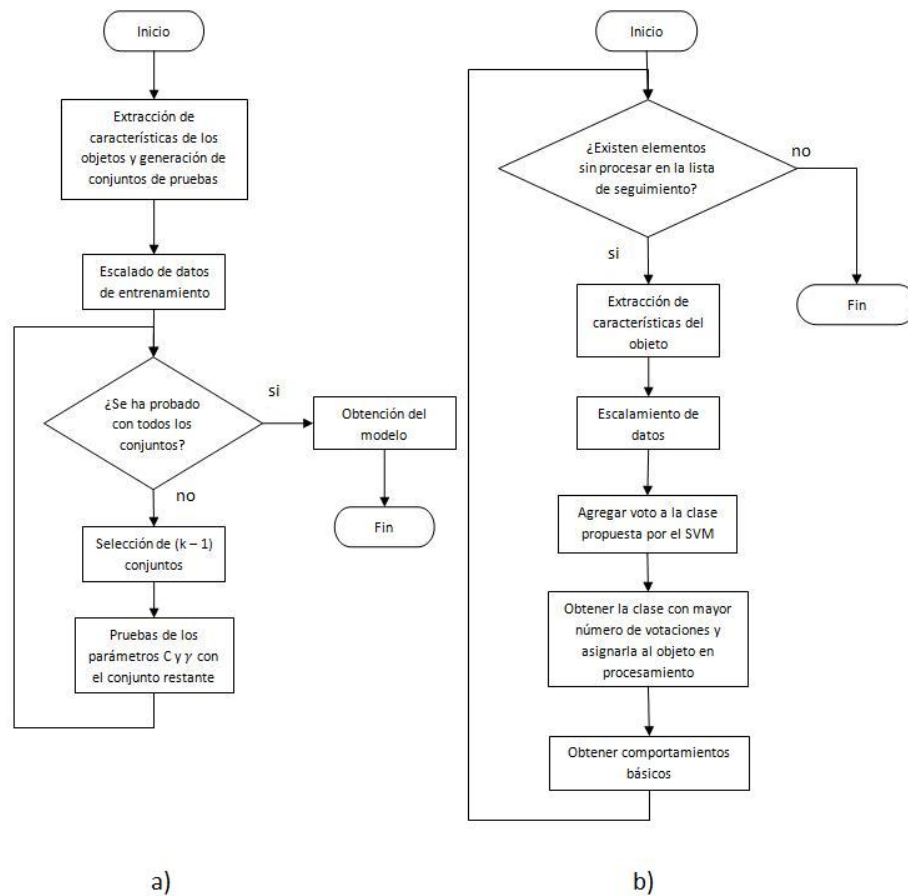 Inicio
Extracción de
características de los
objetos y generación de
conjuntos de pruebas
Escalado de datos
de entrenamiento
¿Se ha probado
con todos los
conjuntos?
si
Obtención del
modelo
Fin
no
Selección de (k – 1)
conjuntos
Pruebas de los
parámetros C y γ con
el conjunto restante
a)
Inicio
¿Existen elementos
sin procesar en la lista
de seguimiento?
no
Fin
si
Extracción de
características del
objeto
Escalamiento de
datos
Agregar voto a la clase
propuesta por el SVM
Obtener la clase con mayor
número de votaciones y
asignarla al objeto en
procesamiento
Obtener comportamientos
básicos
b)